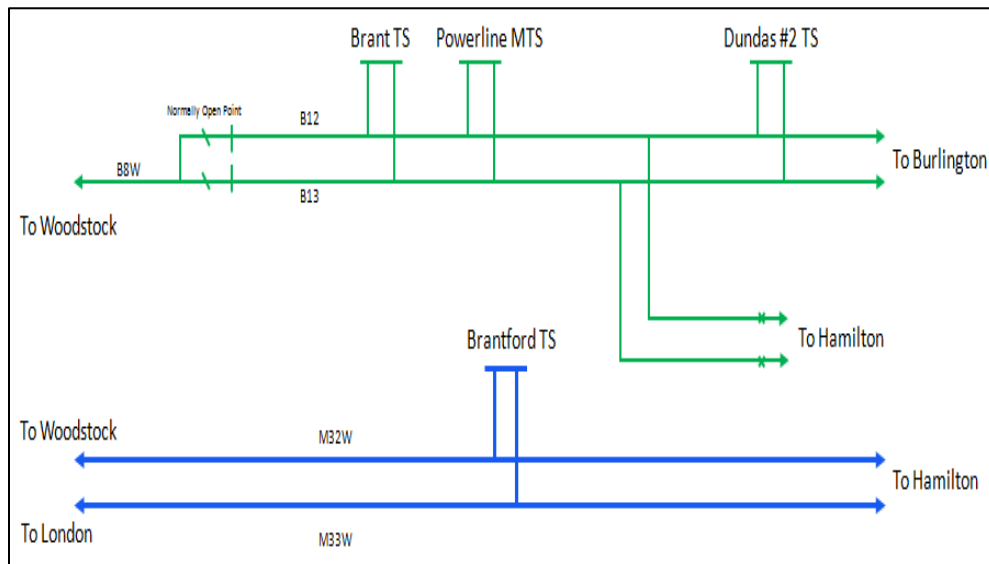 Brant TS
Powerline MTS
Dundas #2 TS
Normally Open Point
B12
To Burlington
B8W
B13
To Woodstock
To Hamilton
Brantford TS
To Woodstock
M32W
To Hamilton
To London
M33W